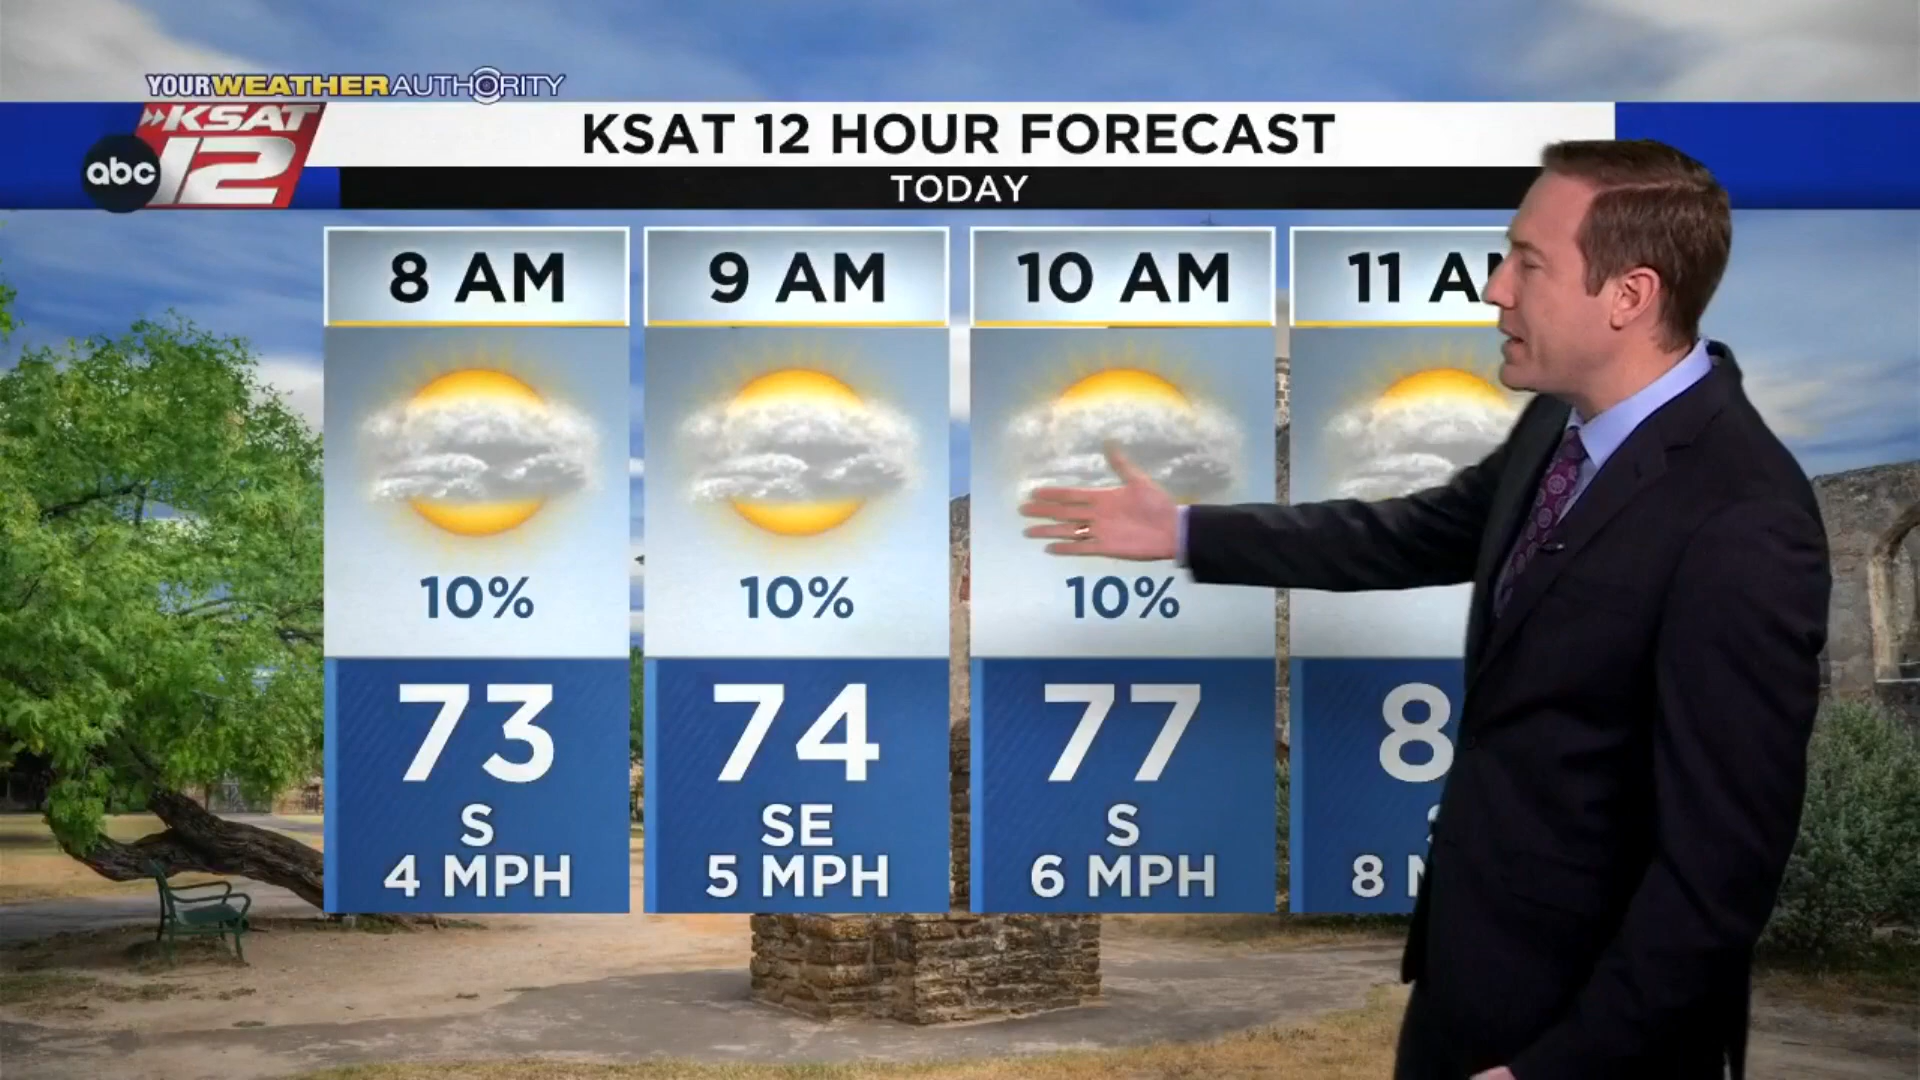 YOURWEATHERAUTHORITY
KSAT
abc 12
KSAT 12 HOUR FORECAST
TODAY
8 AM 9 AM 10 AM 11
10% 10% 10%
73 74 77
S SE S
4 MPH 5 MPH 6 MPH 8